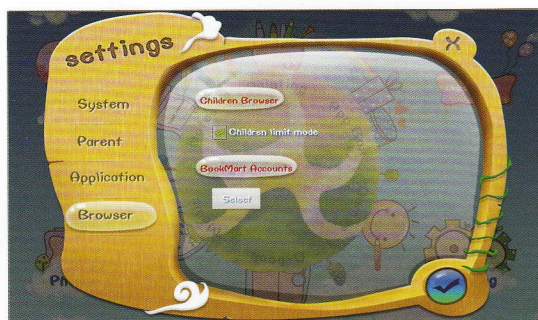 settings
System
Parent
Application
Browser
X
Children Browser
Children limit mode
BookMart Accounts
Select